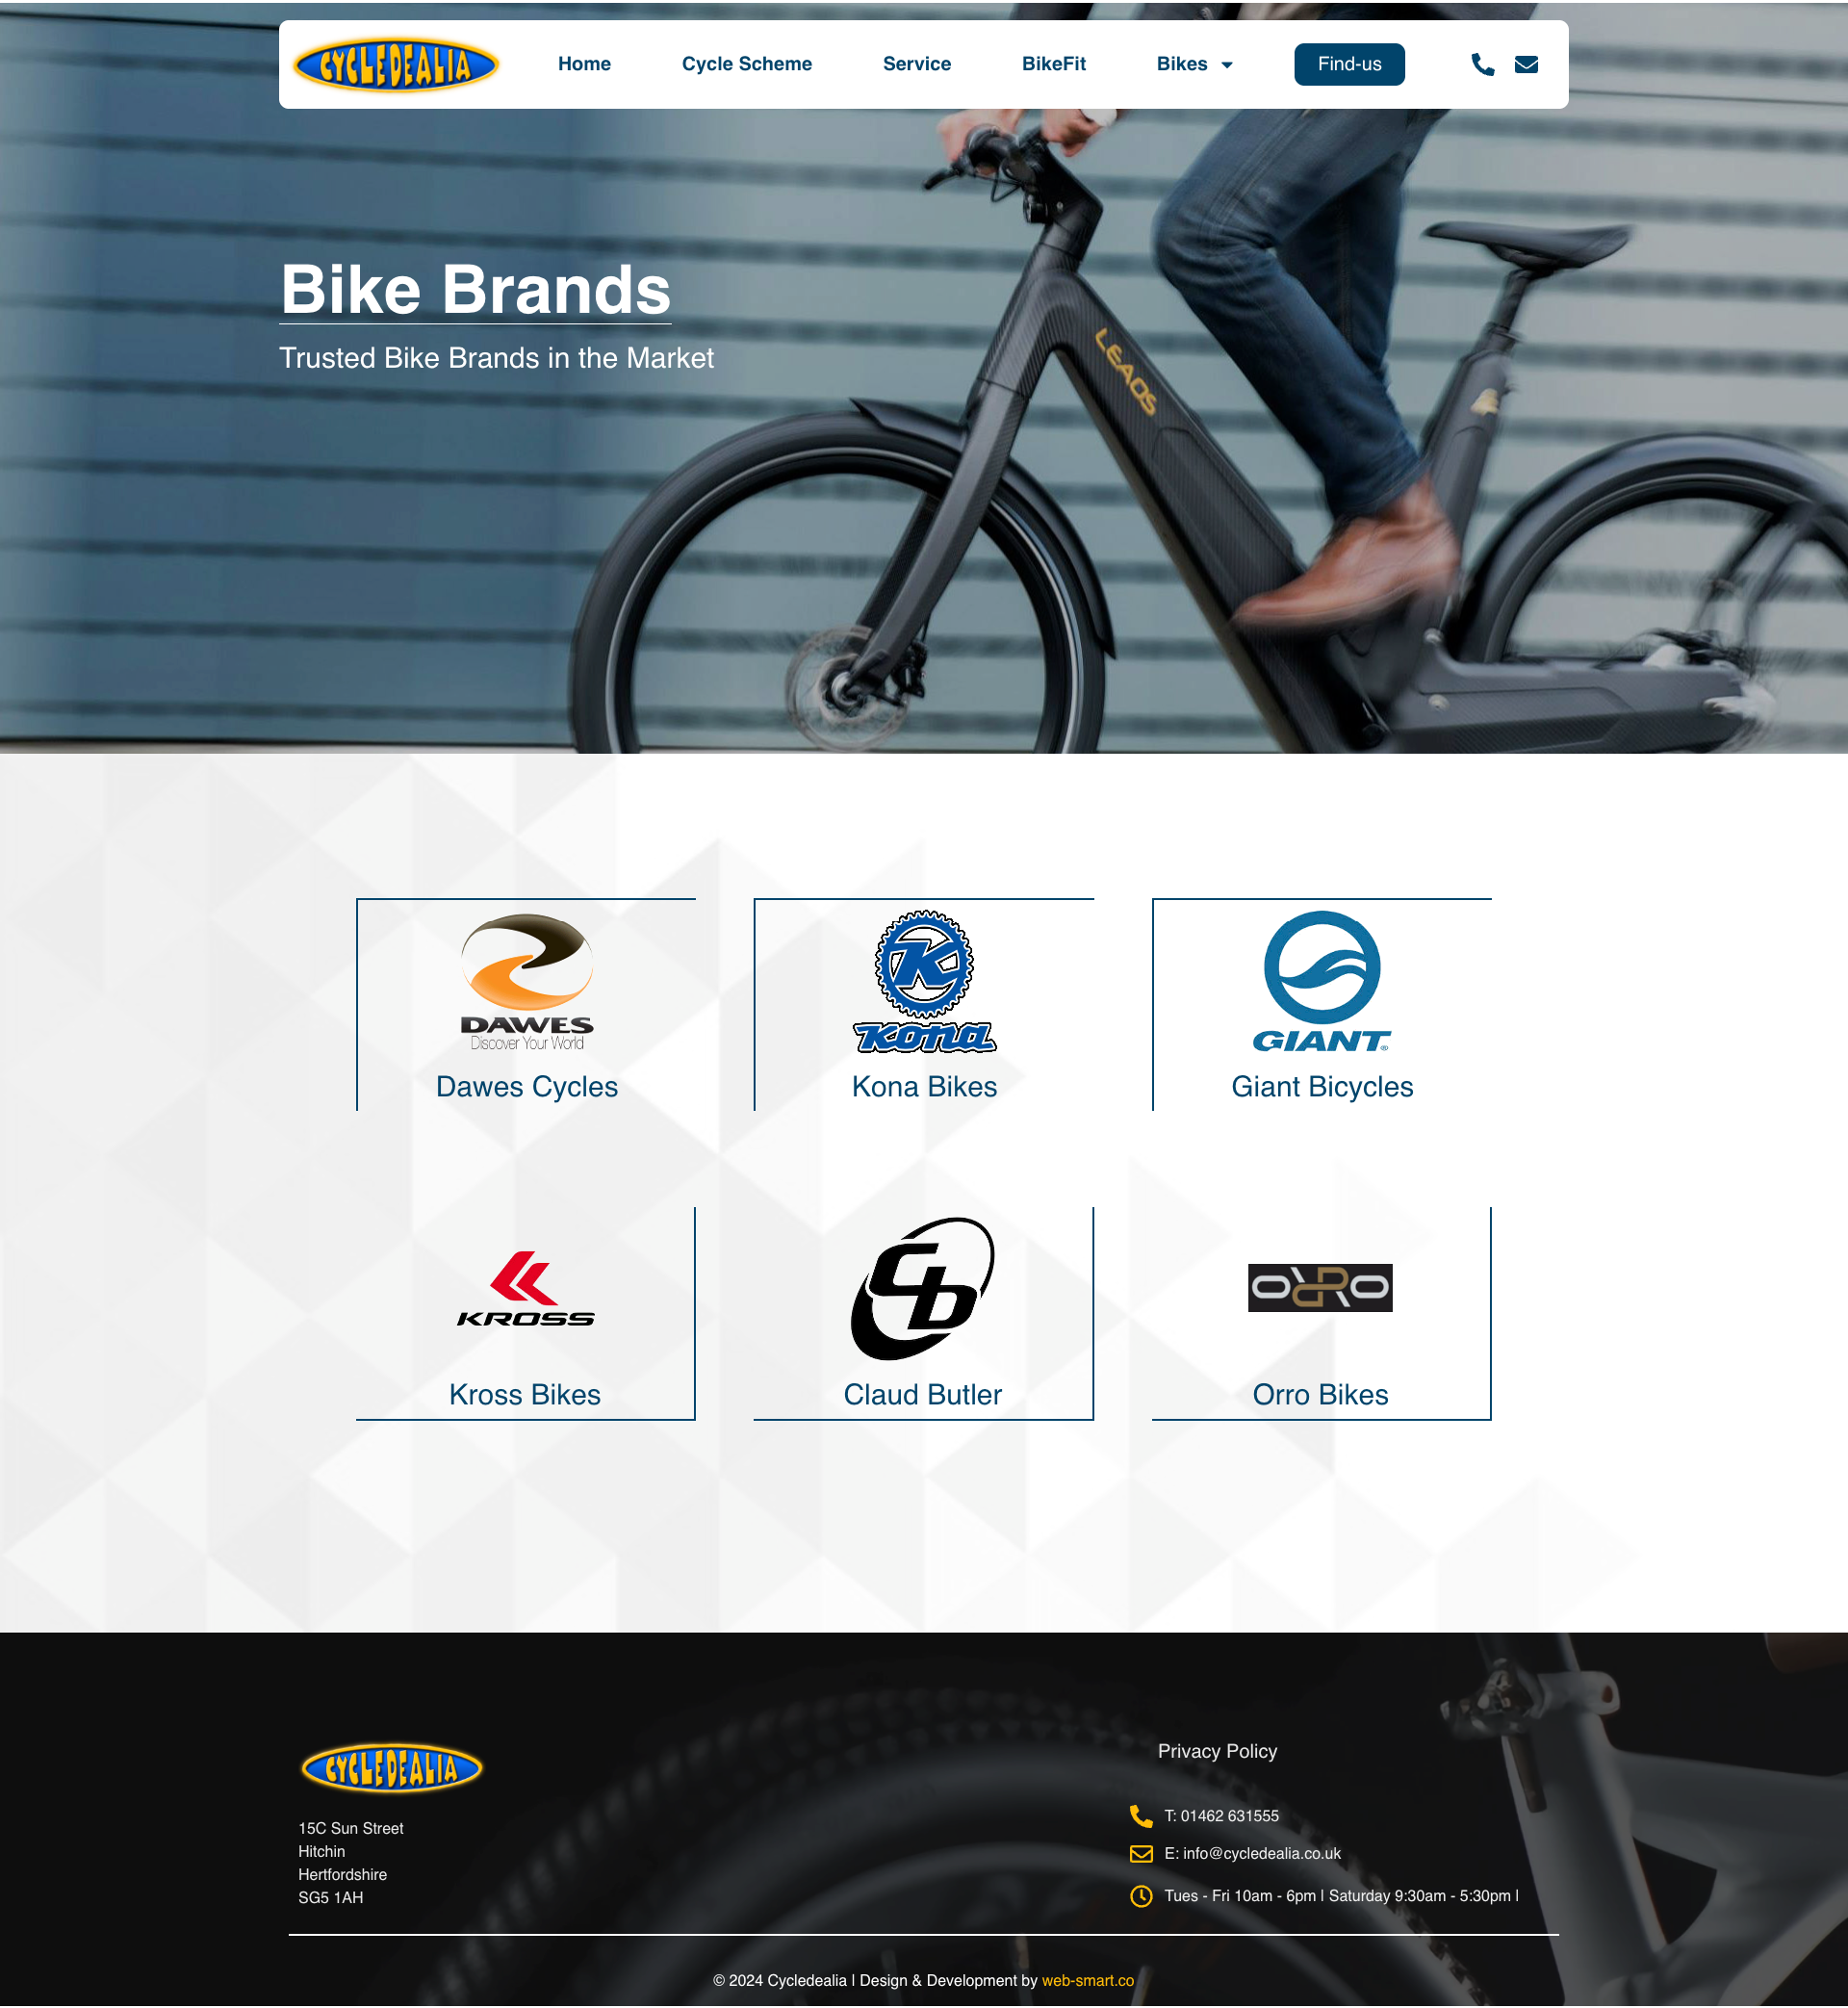 CYCLEDEALIA
Home
Cycle Scheme
Service
BikeFit
Bikes
Find-us
Bike Brands
Trusted Bike Brands in the Market
LEAOS
DAWES
Discover Your World
Dawes Cycles
K
Kona
Kona Bikes
GIANT®
Giant Bicycles
KROSS
Kross Bikes
CB
Claud Butler
ORRO
Orro Bikes
CYCLEDEALIA
15C Sun Street
Hitchin
Hertfordshire
SG5 1AH
Privacy Policy
T: 01462 631555
E: info@cycledealia.co.uk
Tues - Fri 10am - 6pm | Saturday 9:30am - 5:30pm |
© 2024 Cycledealia | Design & Development by web-smart.co